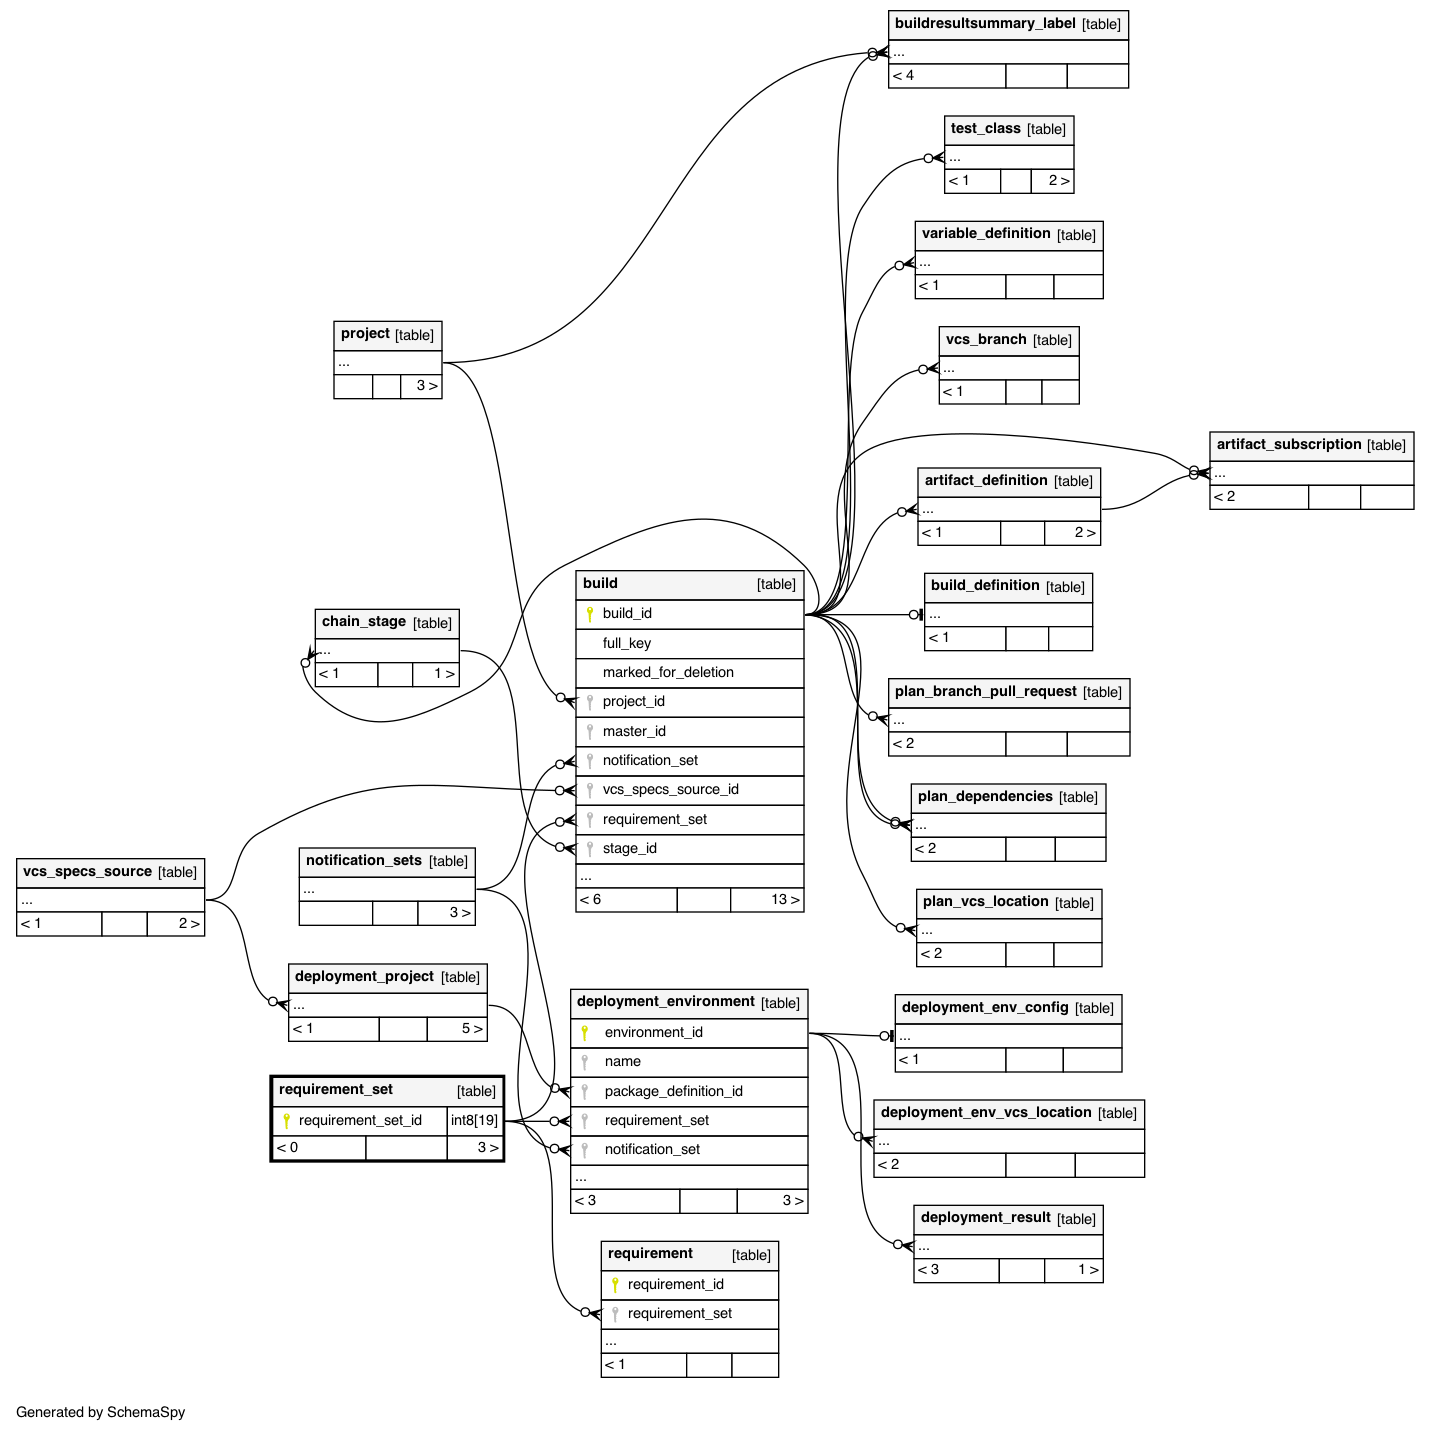 buildresultsummary_label [table]
...
< 4
test_class [table]
...
< 1 2 >
variable_definition [table]
...
< 1
project [table]
...
3 >
vcs_branch [table]
...
< 1
artifact_subscription [table]
...
< 2
artifact_definition [table]
...
< 1 2 >
build [table]
build_id
full_key
marked_for_deletion
project_id
master_id
notification_set
vcs_specs_source_id
requirement_set
stage_id
...
< 6 13 >
build_definition [table]
...
< 1
chain_stage [table]
...
< 1 1 >
plan_branch_pull_request [table]
...
< 2
plan_dependencies [table]
...
< 2
vcs_specs_source [table]
...
< 1 2 >
notification_sets [table]
...
3 >
plan_vcs_location [table]
...
< 2
deployment_project [table]
...
< 1 5 >
deployment_environment [table]
environment_id
name
package_definition_id
requirement_set
notification_set
...
< 3 3 >
deployment_env_config [table]
...
< 1
requirement_set [table]
requirement_set_id int8[19]
< 0 3 >
deployment_env_vcs_location [table]
...
< 2
deployment_result [table]
...
< 3 1 >
requirement [table]
requirement_id
requirement_set
...
< 1
Generated by SchemaSpy